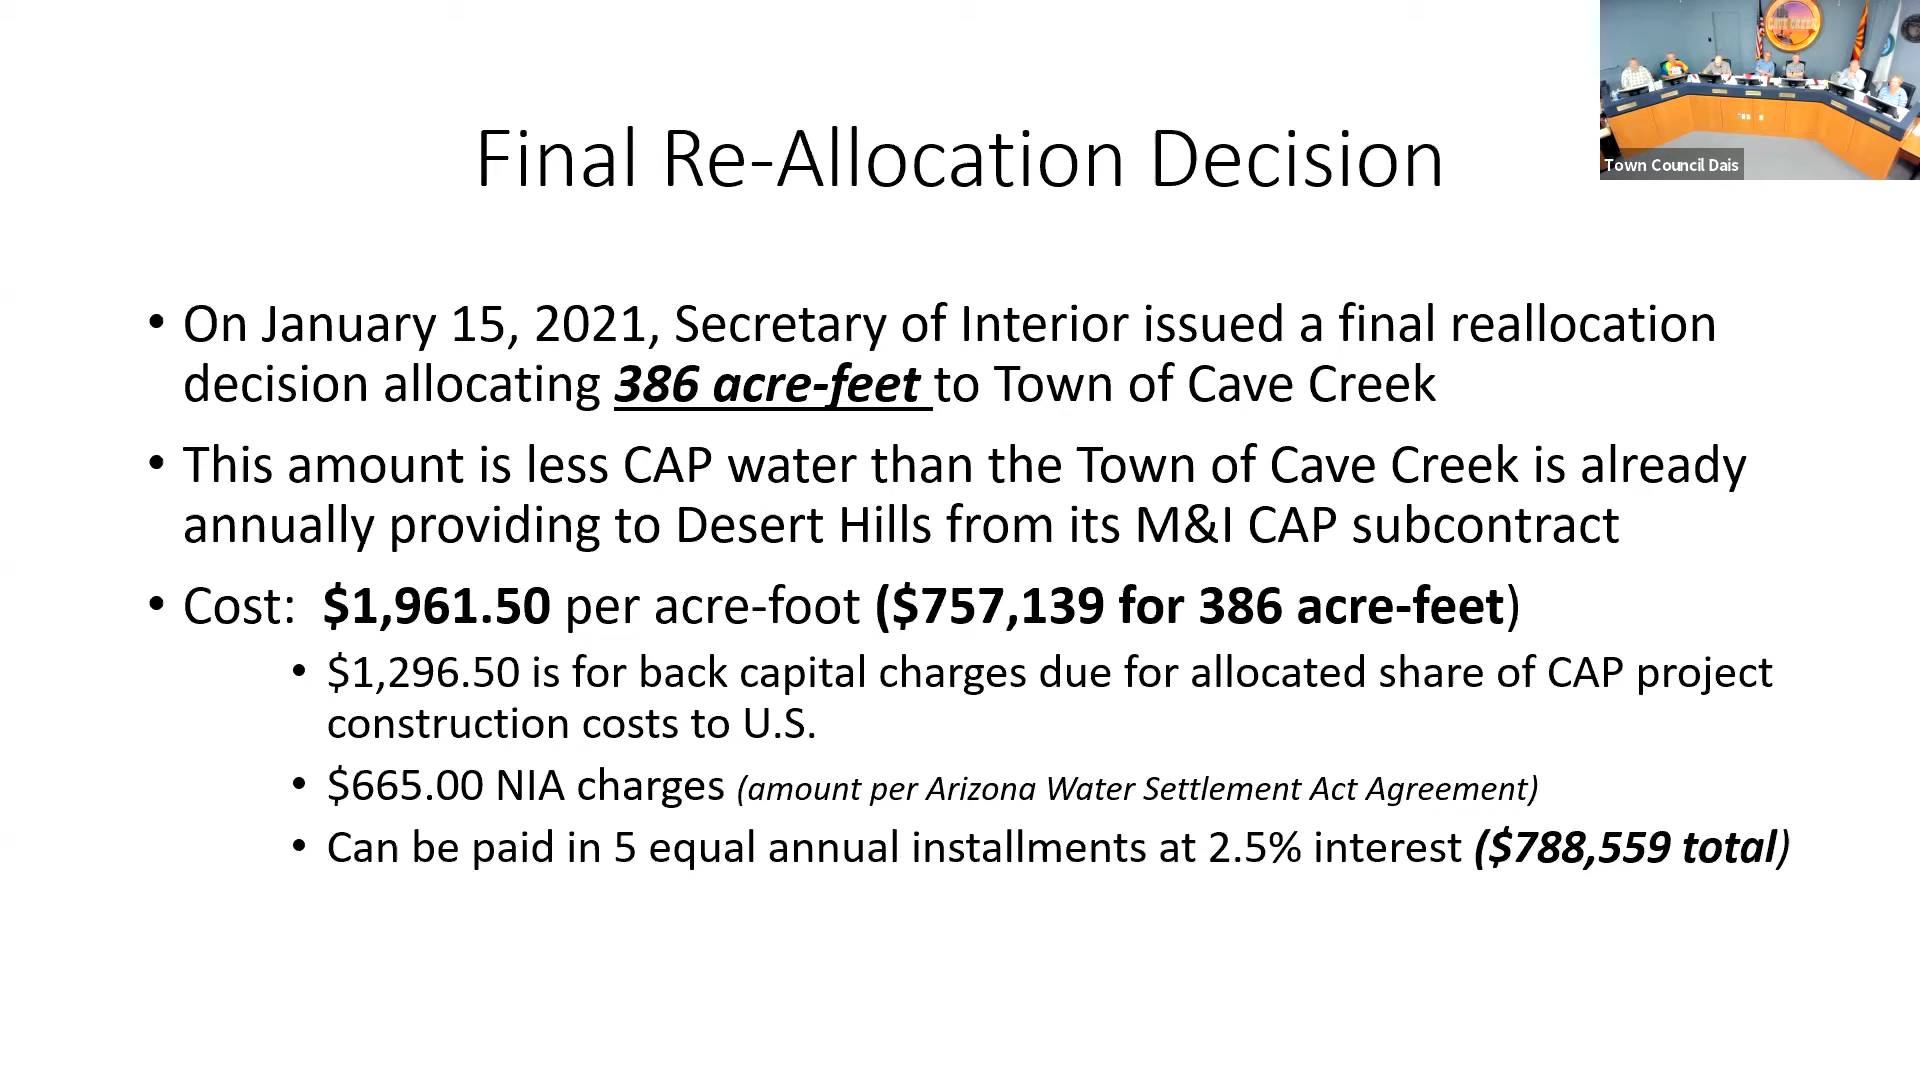 CAVE CREEK
Town Council Dais
Final Re-Allocation Decision
• On January 15, 2021, Secretary of Interior issued a final reallocation
decision allocating 386 acre-feet to Town of Cave Creek
• This amount is less CAP water than the Town of Cave Creek is already
annually providing to Desert Hills from its M&I CAP subcontract
• Cost: $1,961.50 per acre-foot ($757,139 for 386 acre-feet)
• $1,296.50 is for back capital charges due for allocated share of CAP project
construction costs to U.S.
• $665.00 NIA charges (amount per Arizona Water Settlement Act Agreement)
• Can be paid in 5 equal annual installments at 2.5% interest ($788,559 total)